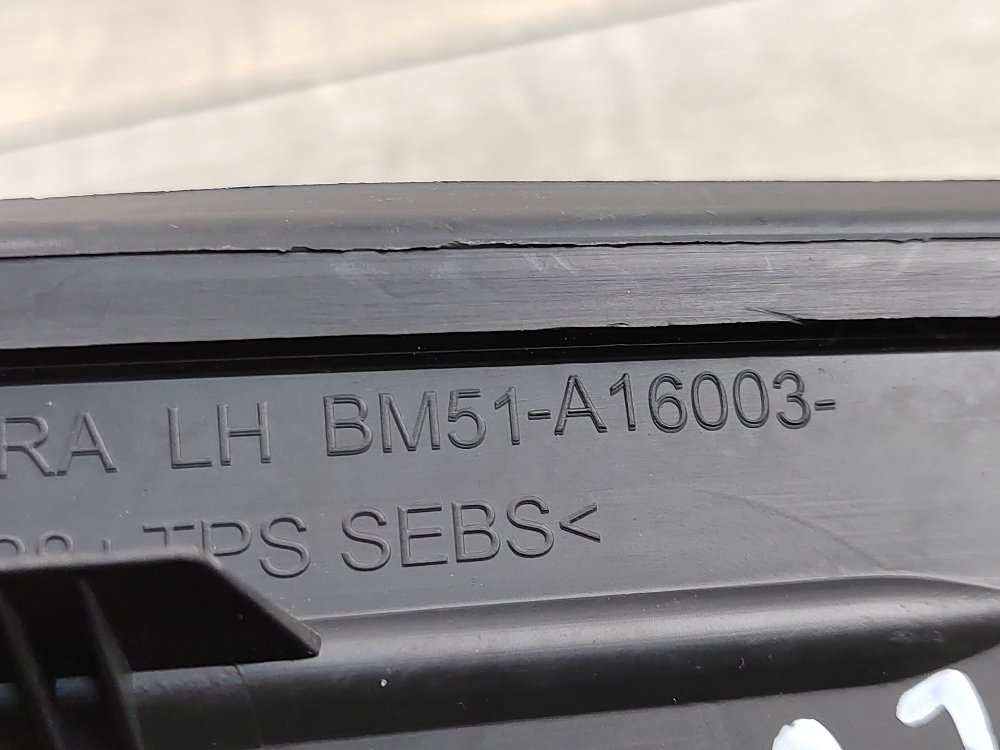 RA LH BM51-A16003-
TPS SEBS<